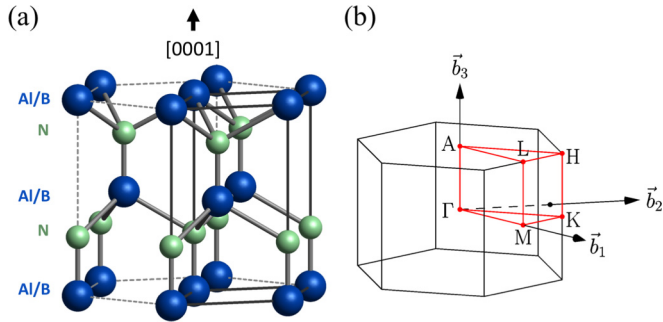 (a)
[0001]
Al/B
N
Al/B
N
Al/B
(b)
b⃗₃
A
L
H
Γ
b⃗₂
K
M
b⃗₁